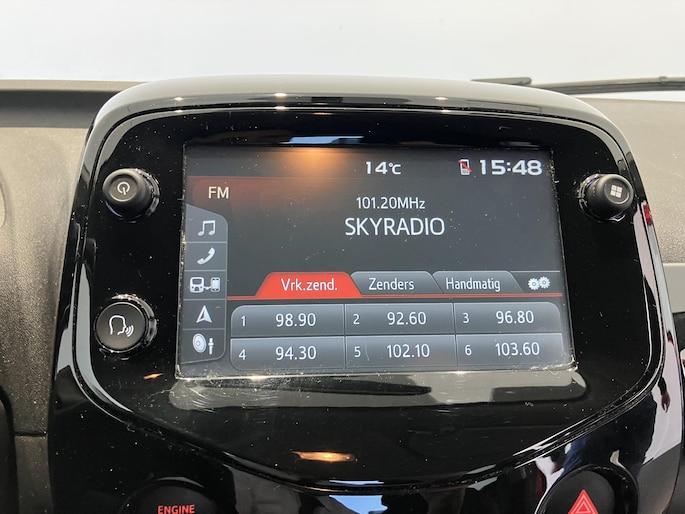 14°C 15:48
FM
101.20MHz
SKYRADIO
Vrk.zend. Zenders Handmatig
1 98.90 2 92.60 3 96.80
4 94.30 5 102.10 6 103.60
ENGINE